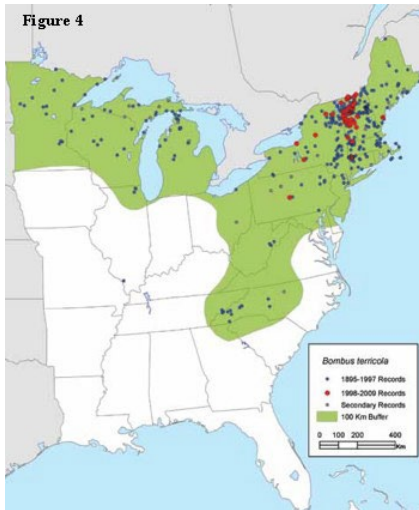 Figure 4
Bombus terricola
1895-1997 Records
1998-2009 Records
Secondary Records
100 Km Buffer
0 100 200 400
Km